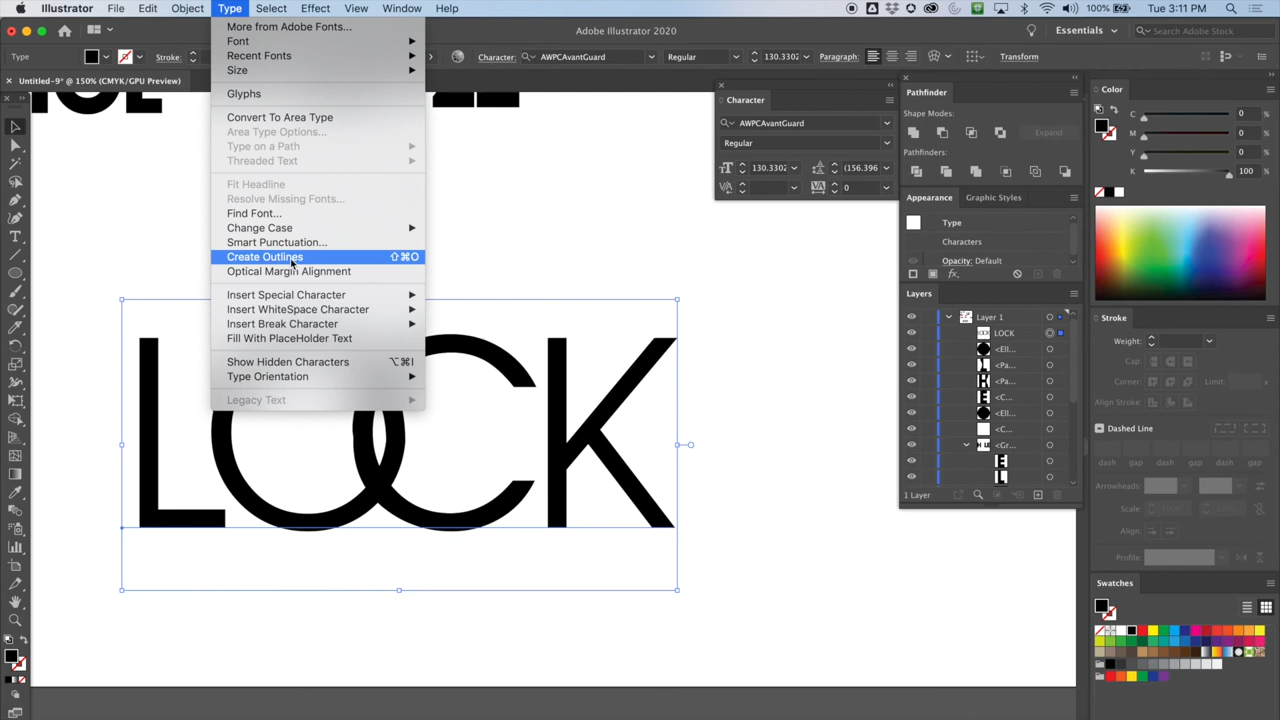 Illustrator File Edit Object Type Select Effect View Window Help 100% Tue 3:11 PM
Adobe Illustrator 2020 Essentials Search Adobe Stock
Type Stroke: Character: AWPCAvantGuard Regular 130.3302 Paragraph: Transform
Untitled-9* @ 150% (CMYK/GPU Preview)
More from Adobe Fonts...
Font
Recent Fonts
Size
Glyphs
Convert To Area Type
Area Type Options...
Type on a Path
Threaded Text
Fit Headline
Resolve Missing Fonts...
Find Font...
Change Case
Smart Punctuation...
Create Outlines ⇧⌘O
Optical Margin Alignment
Insert Special Character
Insert WhiteSpace Character
Insert Break Character
Fill With PlaceHolder Text
Show Hidden Characters ⌥⌘I
Type Orientation
Legacy Text
LOCK
Character
AWPCAvantGuard
Regular
130.3302 (156.396
0
Pathfinder
Shape Modes:
Expand
Pathfinders:
Appearance Graphic Styles
Type
Characters
Opacity: Default
fx.
Layers
Layer 1
LOCK
<Ell...
<Pa...
<Pa...
<C...
<Ell...
<C...
<Gr...
1 Layer
Color
C 0 %
M 0 %
Y 0 %
K 100 %
Stroke
Weight:
Cap:
Corner: Limit:
Align Stroke:
Dashed Line
dash gap dash gap dash gap
Arrowheads:
Scale:
Align:
Profile:
Swatches